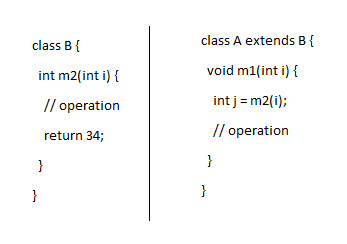 class B {
int m2(int i) {
// operation
return 34;
}
}
class A extends B {
void m1(int i) {
int j = m2(i);
// operation
}
}